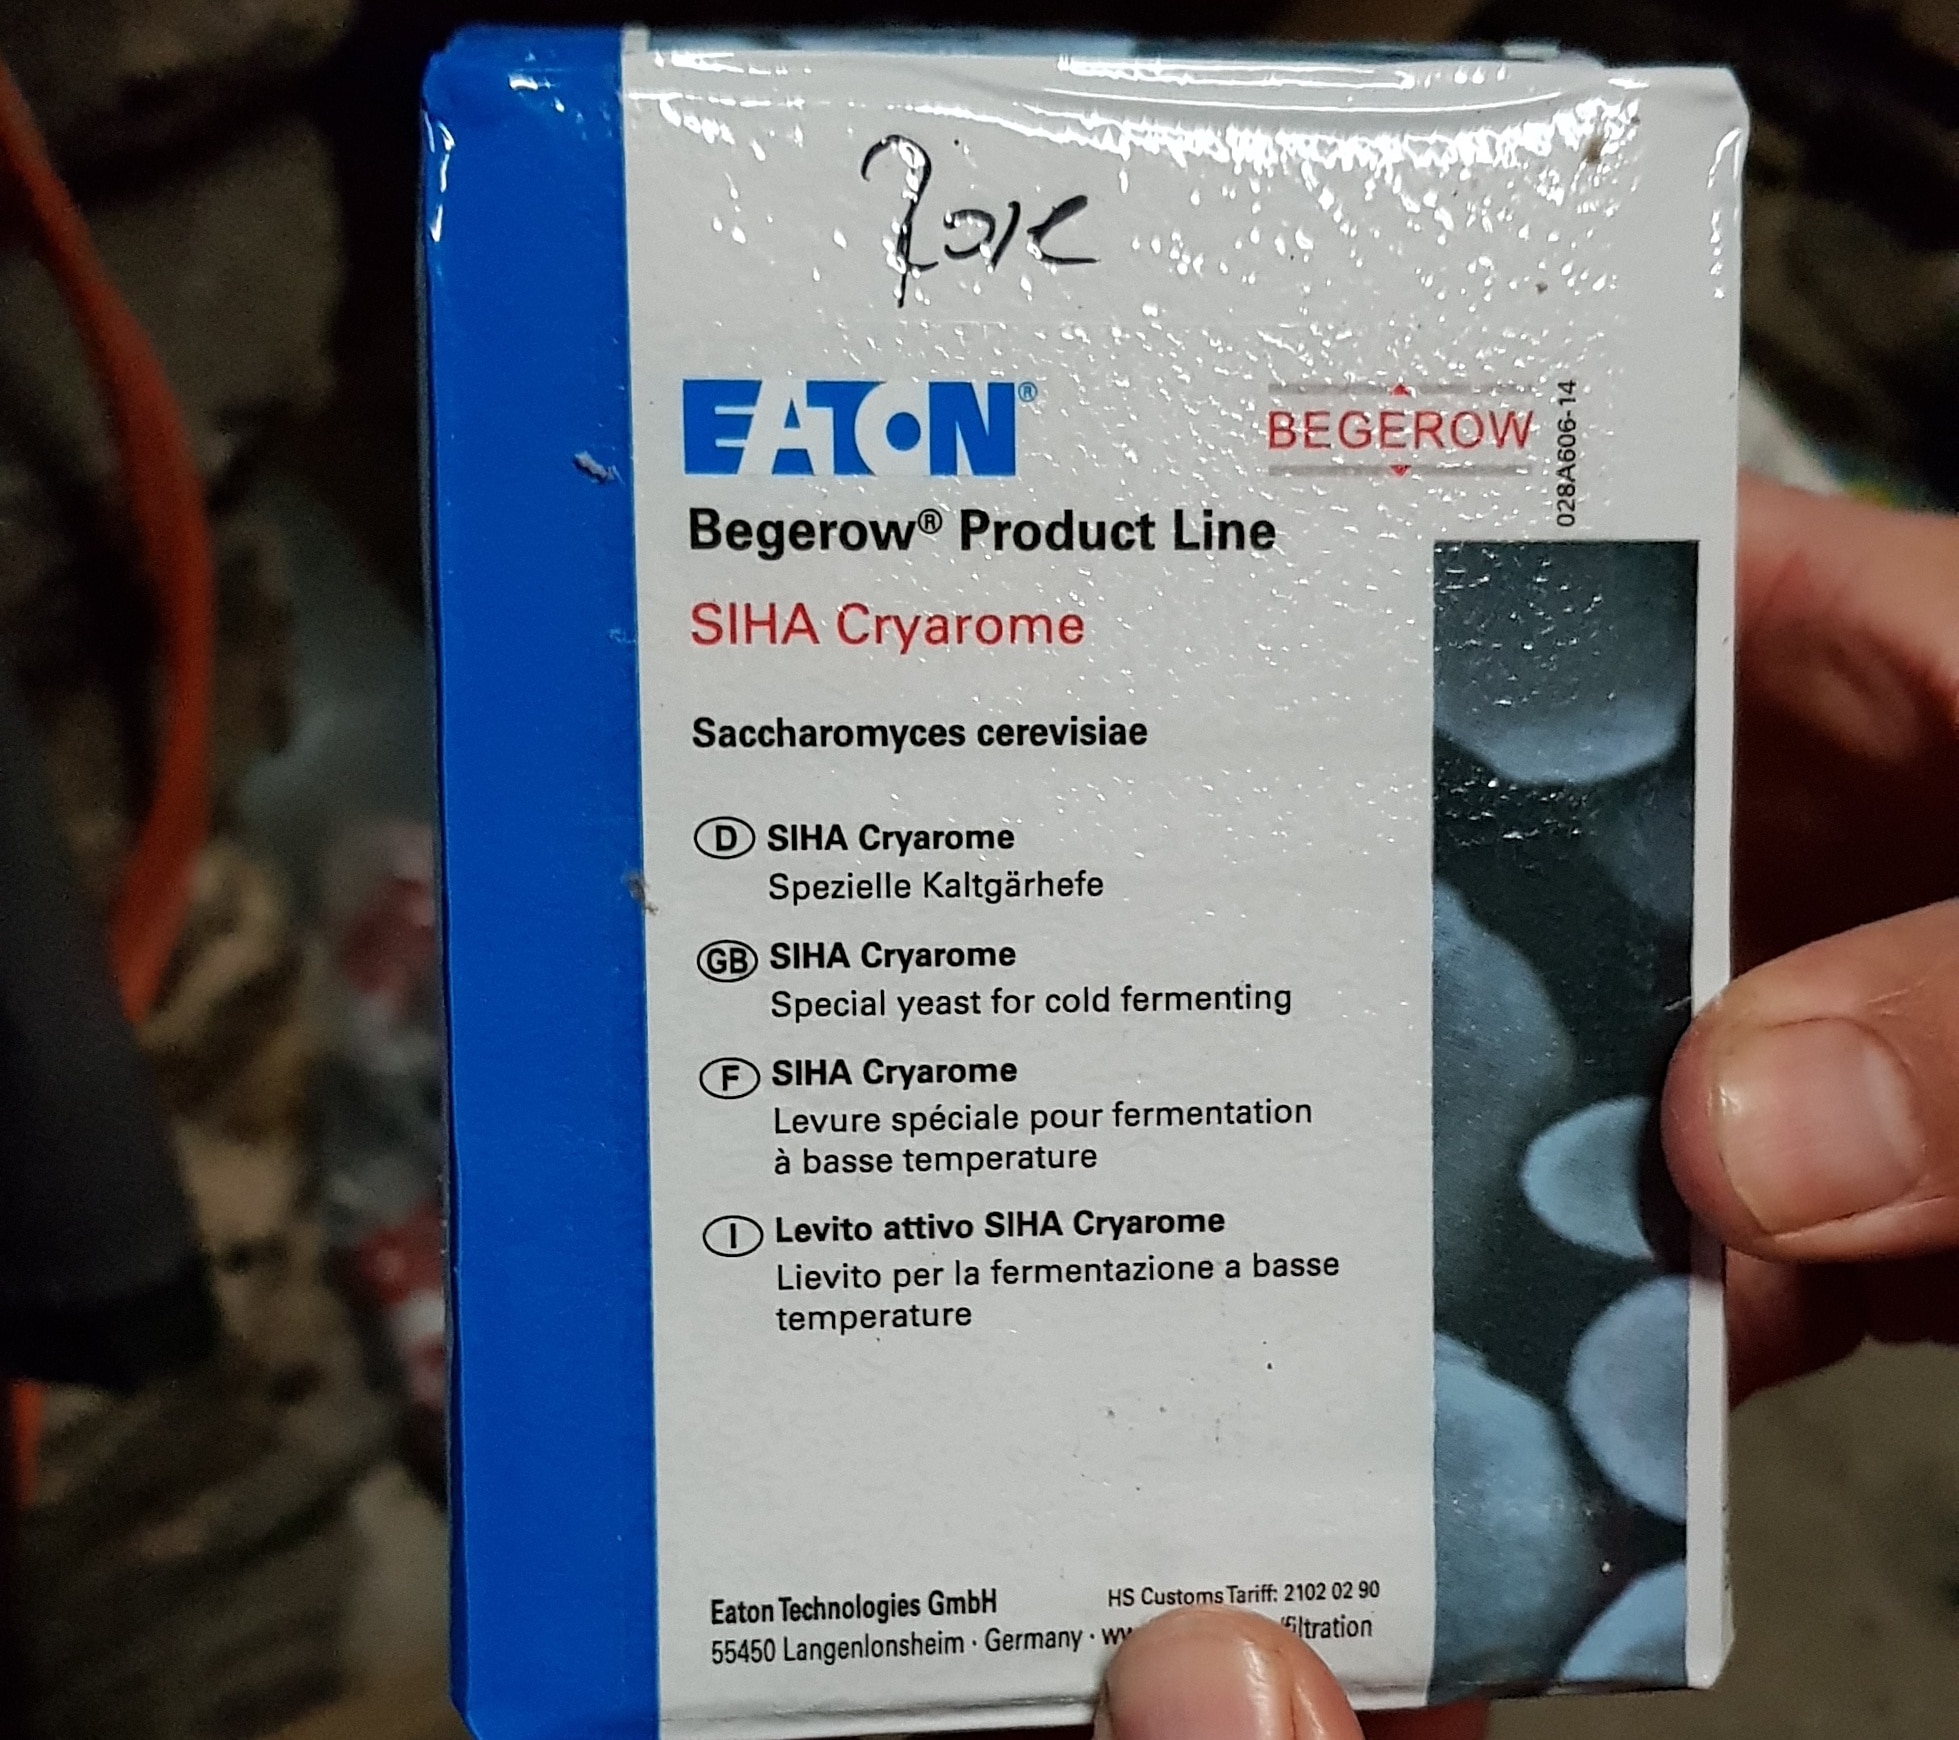 Rose
EATON®
BEGEROW
028A606-14
Begerow® Product Line
SIHA Cryarome
Saccharomyces cerevisiae
D SIHA Cryarome
Spezielle Kaltgärhefe
GB SIHA Cryarome
Special yeast for cold fermenting
F SIHA Cryarome
Levure spéciale pour fermentation
à basse temperature
I Levito attivo SIHA Cryarome
Lievito per la fermentazione a basse
temperature
Eaton Technologies GmbH
HS Customs Tariff: 2102 02 90
55450 Langenlonsheim · Germany ·